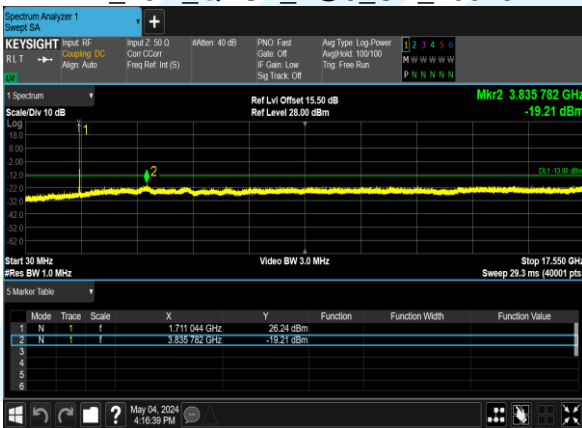 Spectrum Analyzer 1
Swept SA
+
KEYSIGHT
RLT
LW
Input: RF
Coupling: DC
Align: Auto
Input Z: 50 Ω
Corr CCorr
Freq Ref: Int (S)
#Atten: 40 dB
PNO: Fast
Gate: Off
IF Gain: Low
Sig Track: Off
Avg Type: Log-Power
Avg|Hold: 100/100
Trig: Free Run
1 2 3 4 5 6
M W W W W W
P N N N N N
1 Spectrum
Scale/Div 10 dB
Ref Lvl Offset 15.50 dB
Ref Level 28.00 dBm
Mkr2 3.835 782 GHz
-19.21 dBm
Log
18.0
8.00
-2.00
-12.0
-22.0
-32.0
-42.0
-52.0
-62.0
1
2
DL1 -13.00 dBm
Start 30 MHz
#Res BW 1.0 MHz
Video BW 3.0 MHz
Stop 17.550 GHz
Sweep 29.3 ms (40001 pts
5 Marker Table
Mode Trace Scale X Y Function Function Width Function Value
1 N 1 f 1.711 044 GHz 26.24 dBm
2 N 1 f 3.835 782 GHz -19.21 dBm
3
4
5
6
?
May 04, 2024
4:16:39 PM